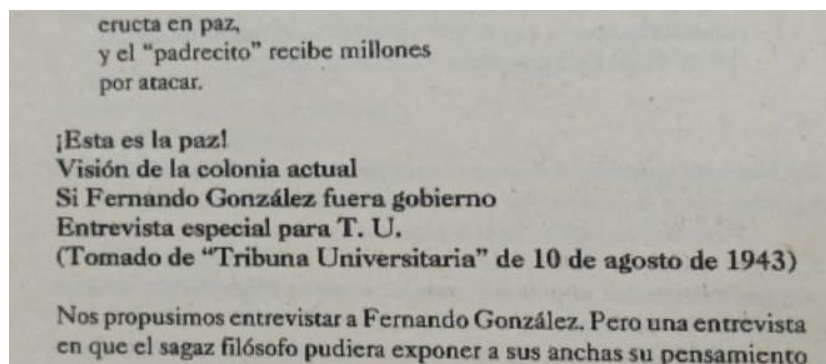 eructa en paz,
y el “padrecito” recibe millones
por atacar.
¡Esta es la paz!
Visión de la colonia actual
Si Fernando González fuera gobierno
Entrevista especial para T. U.
(Tomado de “Tribuna Universitaria” de 10 de agosto de 1943)
Nos propusimos entrevistar a Fernando González. Pero una entrevista
en que el sagaz filósofo pudiera exponer a sus anchas su pensamiento